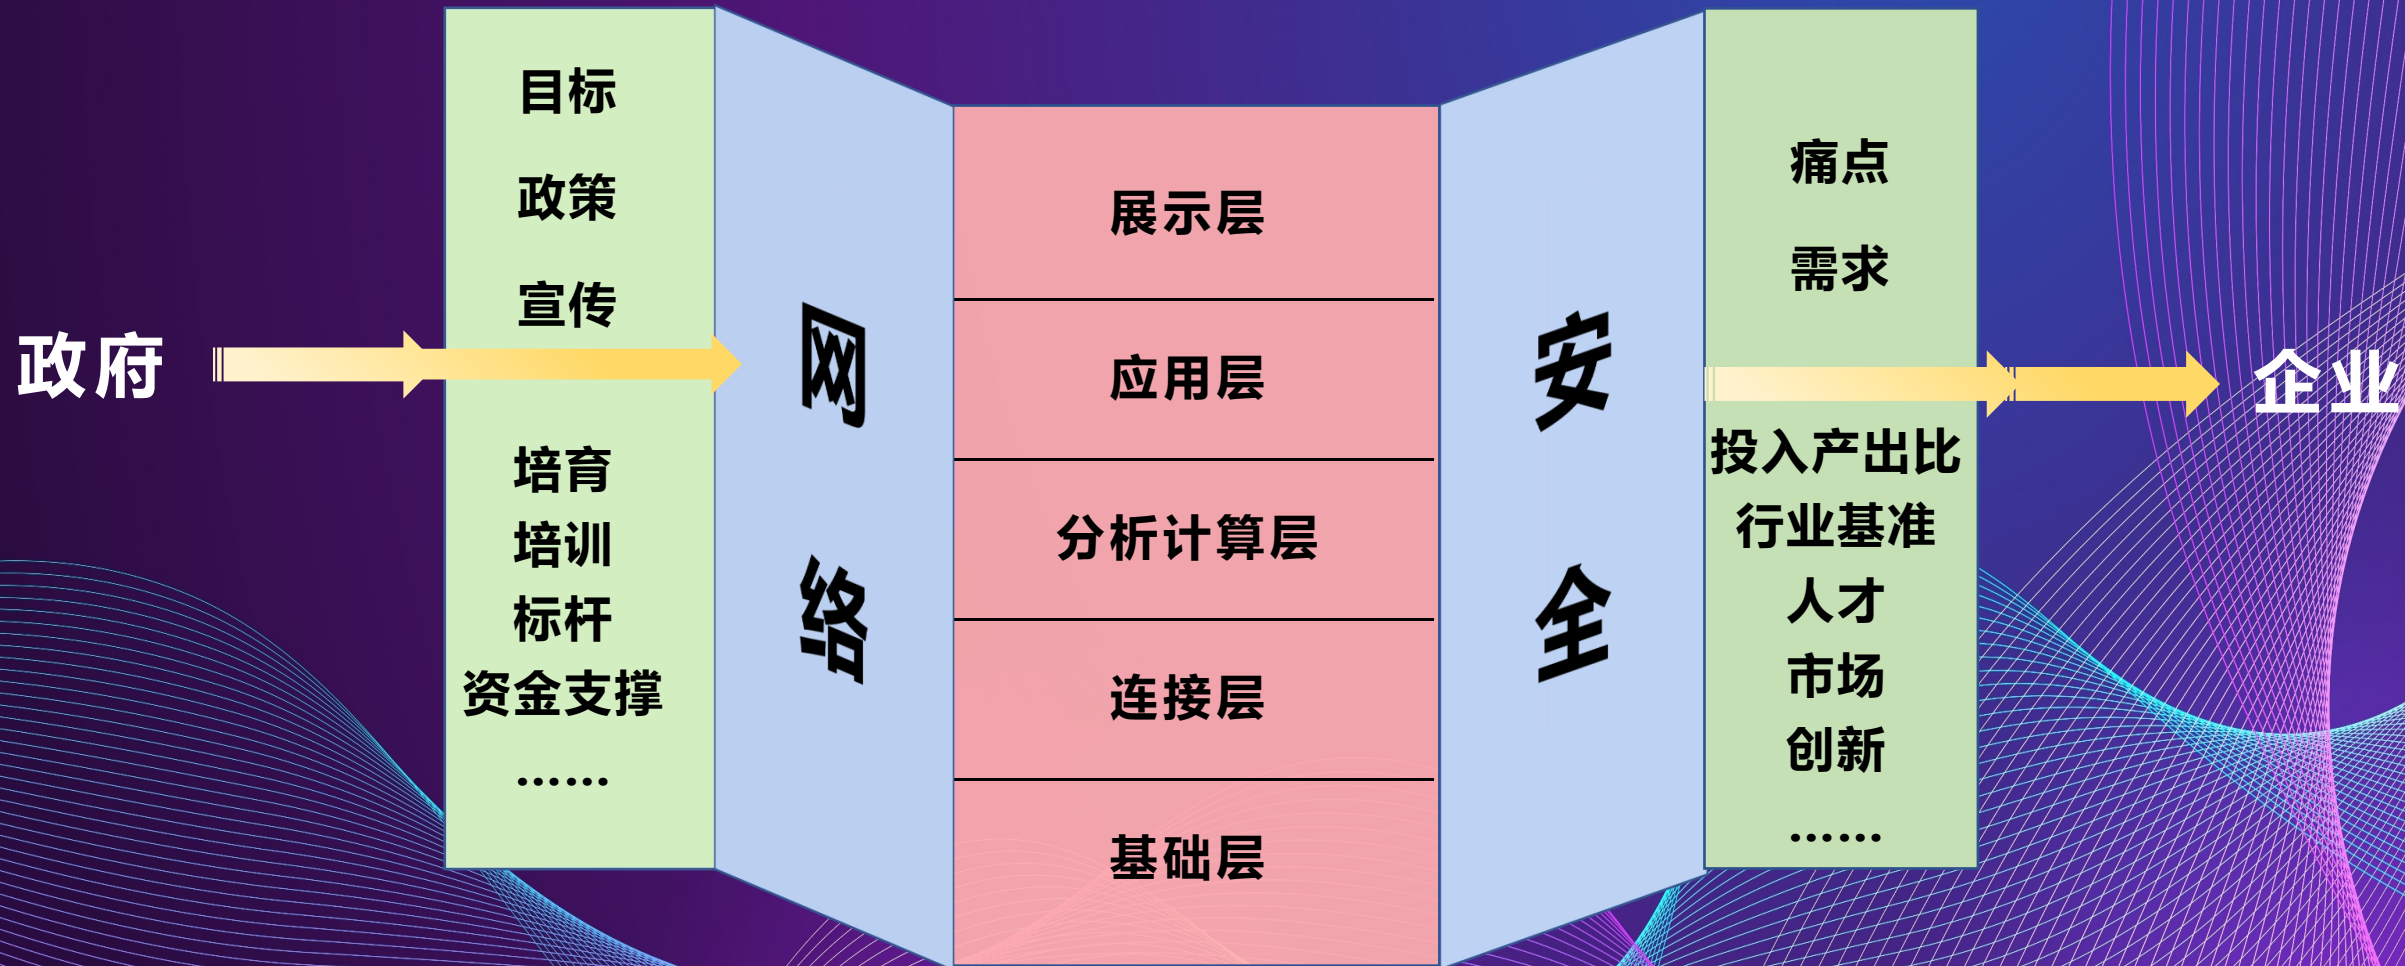 政府
目标
政策
宣传
培育
培训
标杆
资金支撑
……
网
络
展示层
应用层
分析计算层
连接层
基础层
安
全
痛点
需求
投入产出比
行业基准
人才
市场
创新
……
企业